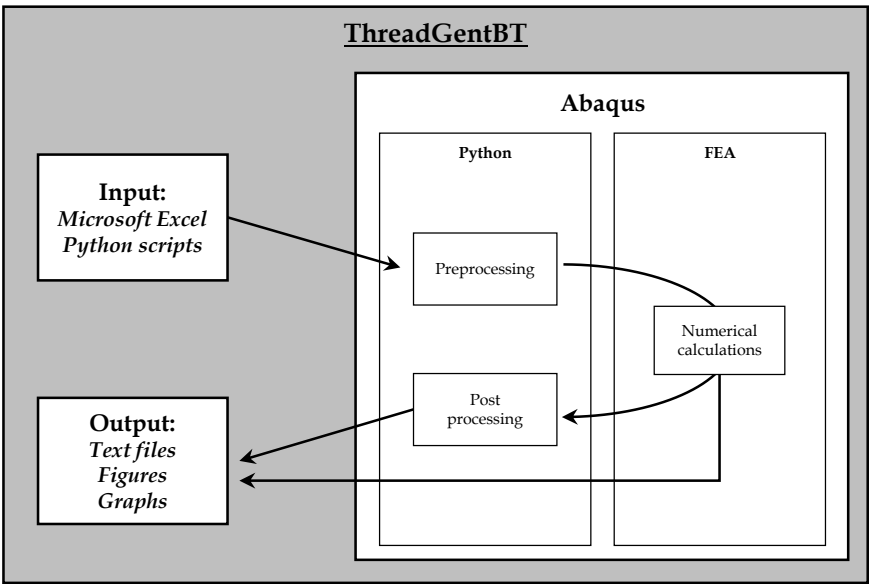 ThreadGentBT
Abaqus
Python
FEA
Input:
Microsoft Excel
Python scripts
Preprocessing
Numerical
calculations
Post
processing
Output:
Text files
Figures
Graphs